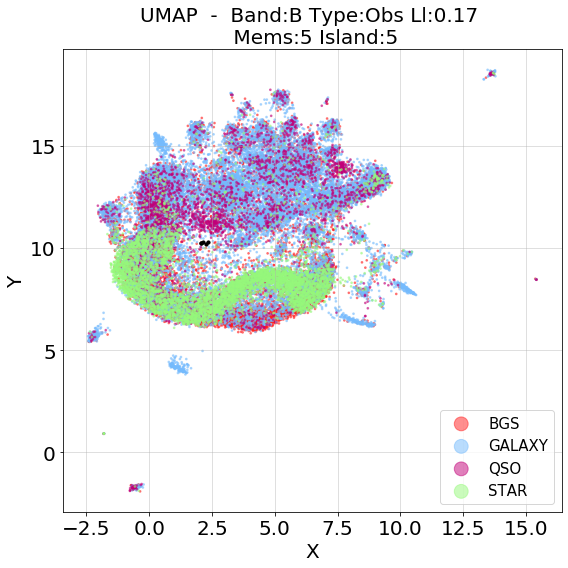 UMAP - Band:B Type:Obs Ll:0.17
Mems:5 Island:5
Y
15
10
5
0
−2.5 0.0 2.5 5.0 7.5 10.0 12.5 15.0
X
BGS
GALAXY
QSO
STAR